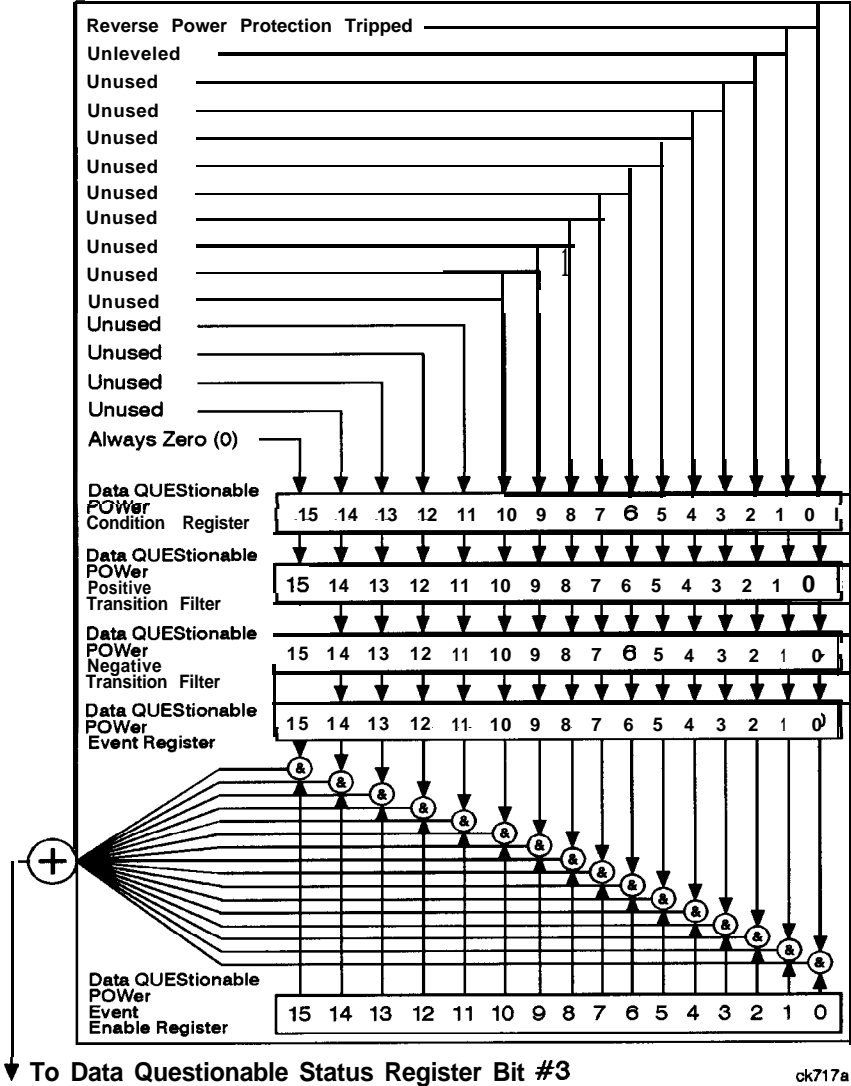 Reverse Power Protection Tripped
Unleveled
Unused
Unused
Unused
Unused
Unused
Unused
Unused
Unused
Unused
Unused
Unused
Unused
Unused
Always Zero (0)
Data QUEStionable
POWer
Condition Register
15 14 13 12 11 10 9 8 7 6 5 4 3 2 1 0
Data QUEStionable
POWer
Positive
Transition Filter
15 14 13 12 11 10 9 8 7 6 5 4 3 2 1 0
Data QUEStionable
POWer
Negative
Transition Filter
15 14 13 12 11 10 9 8 7 6 5 4 3 2 1 0
Data QUEStionable
POWer
Event Register
15 14 13 12 11 10 9 8 7 6 5 4 3 2 1 0
& & & & & & & & & & & & & & & &
+
Data QUEStionable
POWer
Event
Enable Register
15 14 13 12 11 10 9 8 7 6 5 4 3 2 1 0
To Data Questionable Status Register Bit #3
ck717a